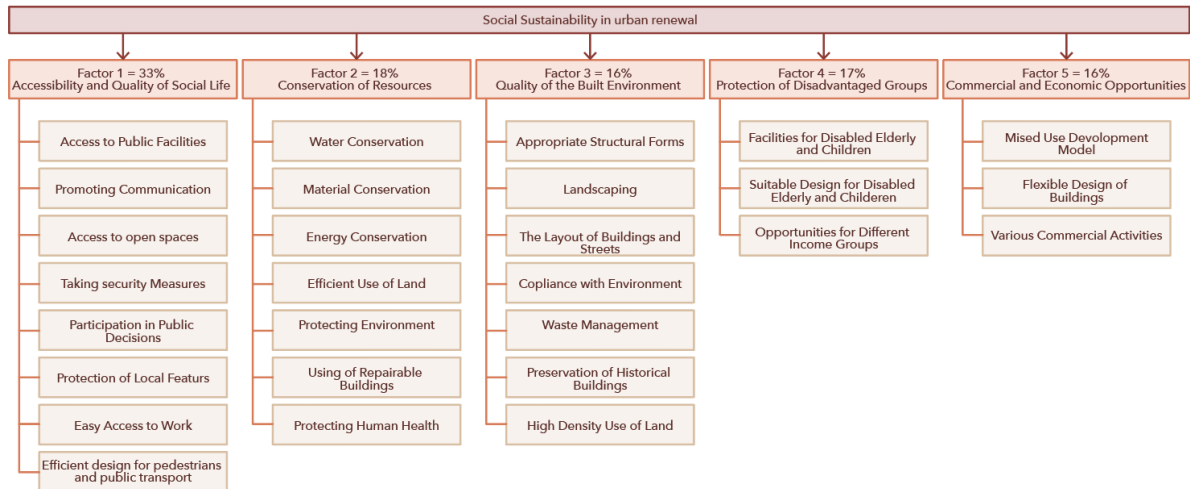 Social Sustainability in urban renewal
Factor 1 = 33%
Accessibility and Quality of Social Life
Access to Public Facilities
Promoting Communication
Access to open spaces
Taking security Measures
Participation in Public
Decisions
Protection of Local Featurs
Easy Access to Work
Efficient design for pedestrians
and public transport
Factor 2 = 18%
Conservation of Resources
Water Conservation
Material Conservation
Energy Conservation
Efficient Use of Land
Protecting Environment
Using of Repairable
Buildings
Protecting Human Health
Factor 3 = 16%
Quality of the Built Environment
Appropriate Structural Forms
Landscaping
The Layout of Buildings and
Streets
Copliance with Environment
Waste Management
Preservation of Historical
Buildings
High Density Use of Land
Factor 4 = 17%
Protection of Disadvantaged Groups
Facilities for Disabled Elderly
and Children
Suitable Design for Disabled
Elderly and Childeren
Opportunities for Different
Income Groups
Factor 5 = 16%
Commercial and Economic Opportunities
Mised Use Devolopment
Model
Flexible Design of
Buildings
Various Commercial Activities